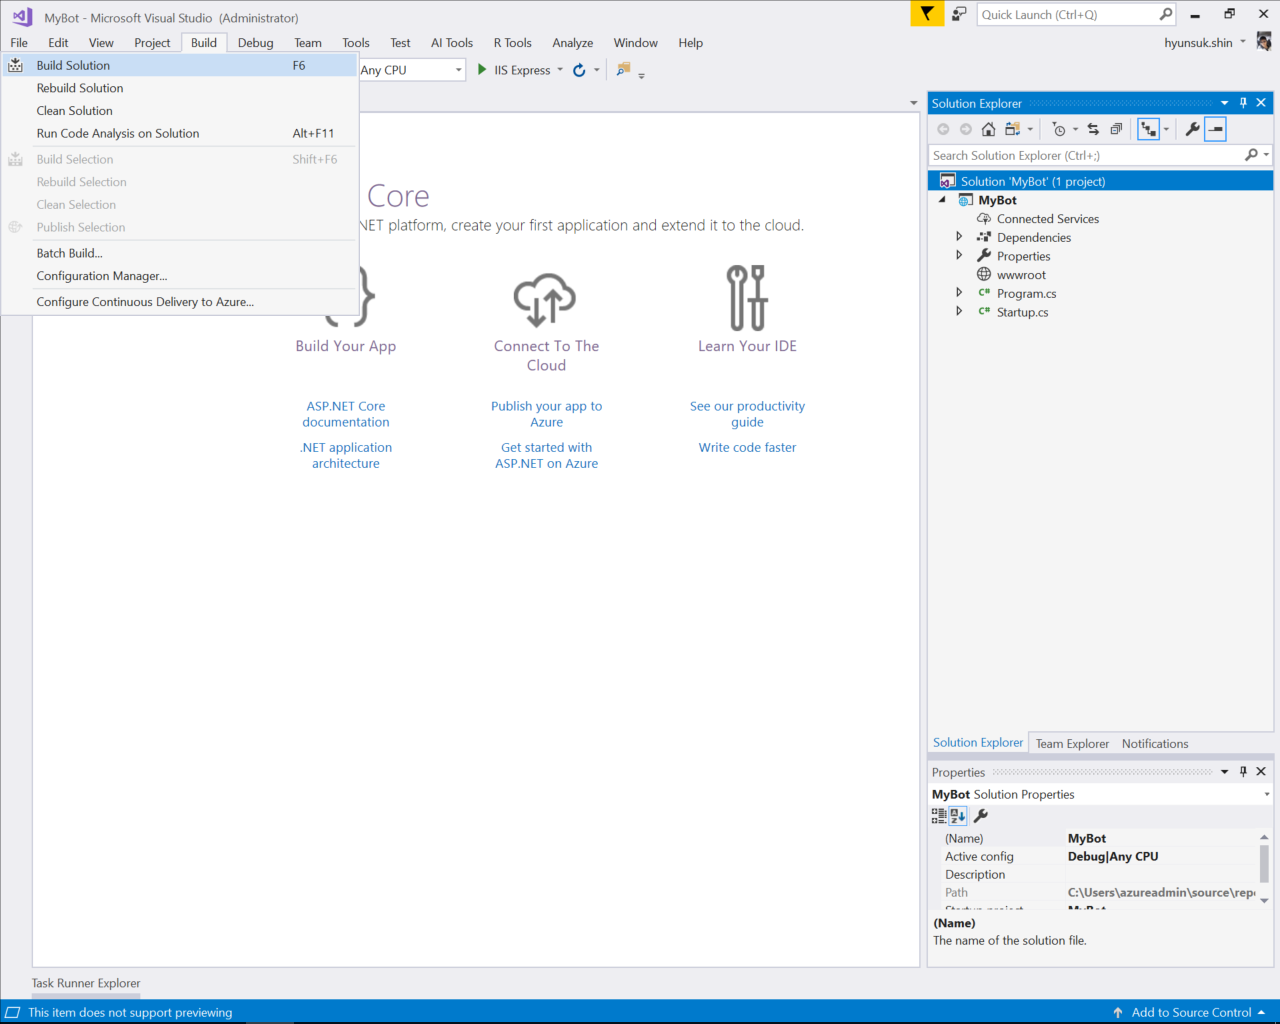 MyBot - Microsoft Visual Studio (Administrator)
Quick Launch (Ctrl+Q)
File Edit View Project Build Debug Team Tools Test AI Tools R Tools Analyze Window Help
hyunsuk.shin
Build Solution F6
Any CPU
IIS Express
Rebuild Solution
Clean Solution
Run Code Analysis on Solution Alt+F11
Build Selection Shift+F6
Rebuild Selection
Clean Selection
Publish Selection
Batch Build...
Configuration Manager...
Configure Continuous Delivery to Azure...
Core
NET platform, create your first application and extend it to the cloud.
Build Your App
Connect To The
Cloud
Learn Your IDE
ASP.NET Core
documentation
.NET application
architecture
Publish your app to
Azure
Get started with
ASP.NET on Azure
See our productivity
guide
Write code faster
Solution Explorer
Search Solution Explorer (Ctrl+;)
Solution 'MyBot' (1 project)
MyBot
Connected Services
Dependencies
Properties
wwwroot
C# Program.cs
C# Startup.cs
Solution Explorer Team Explorer Notifications
Properties
MyBot Solution Properties
(Name) MyBot
Active config Debug|Any CPU
Description
Path C:\Users\azureadmin\source\rep
Startup project MyBot
(Name)
The name of the solution file.
Task Runner Explorer
This item does not support previewing
Add to Source Control